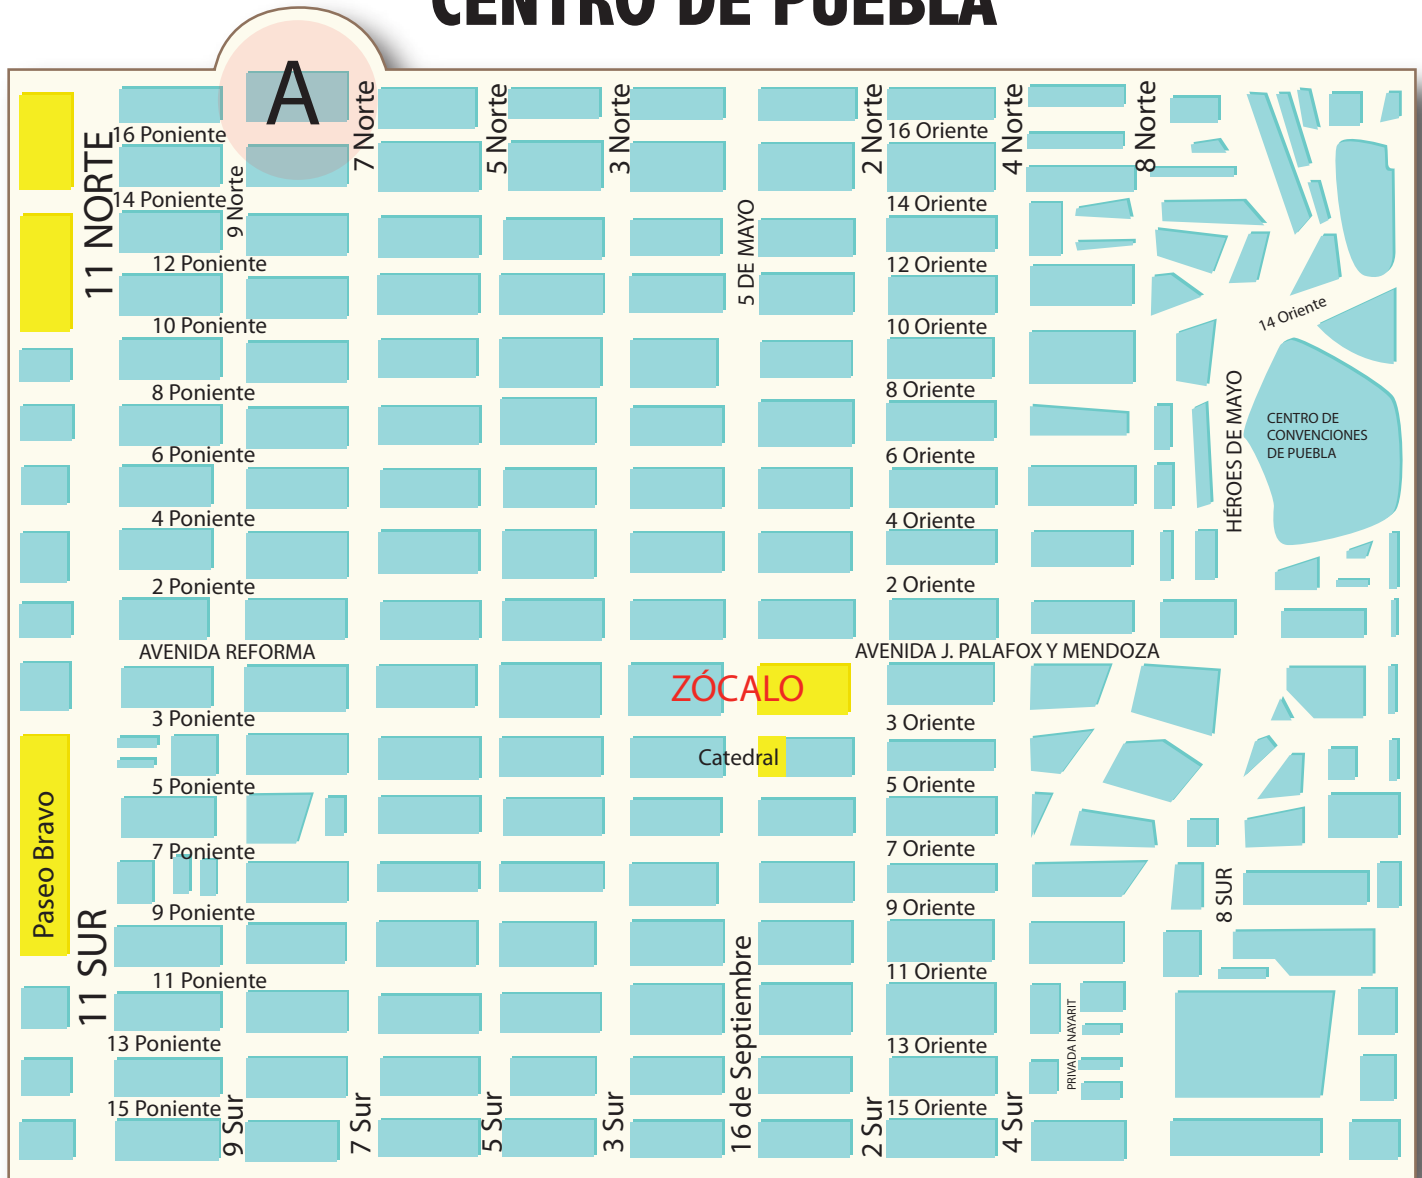 CENTRO DE PUEBLA
A
11 NORTE
16 Poniente
14 Poniente
9 Norte
7 Norte
5 Norte
3 Norte
5 DE MAYO
2 Norte
16 Oriente
4 Norte
8 Norte
14 Oriente
12 Poniente
12 Oriente
10 Poniente
10 Oriente
14 Oriente
8 Poniente
8 Oriente
HÉROES DE MAYO
CENTRO DE
CONVENCIONES
DE PUEBLA
6 Poniente
6 Oriente
4 Poniente
4 Oriente
2 Poniente
2 Oriente
AVENIDA REFORMA
AVENIDA J. PALAFOX Y MENDOZA
ZÓCALO
3 Poniente
3 Oriente
Catedral
5 Poniente
5 Oriente
Paseo Bravo
7 Poniente
7 Oriente
11 SUR
9 Poniente
9 Oriente
8 SUR
11 Poniente
11 Oriente
16 de Septiembre
PRIVADA NAYARIT
13 Poniente
13 Oriente
15 Poniente
15 Oriente
9 Sur
7 Sur
5 Sur
3 Sur
2 Sur
4 Sur